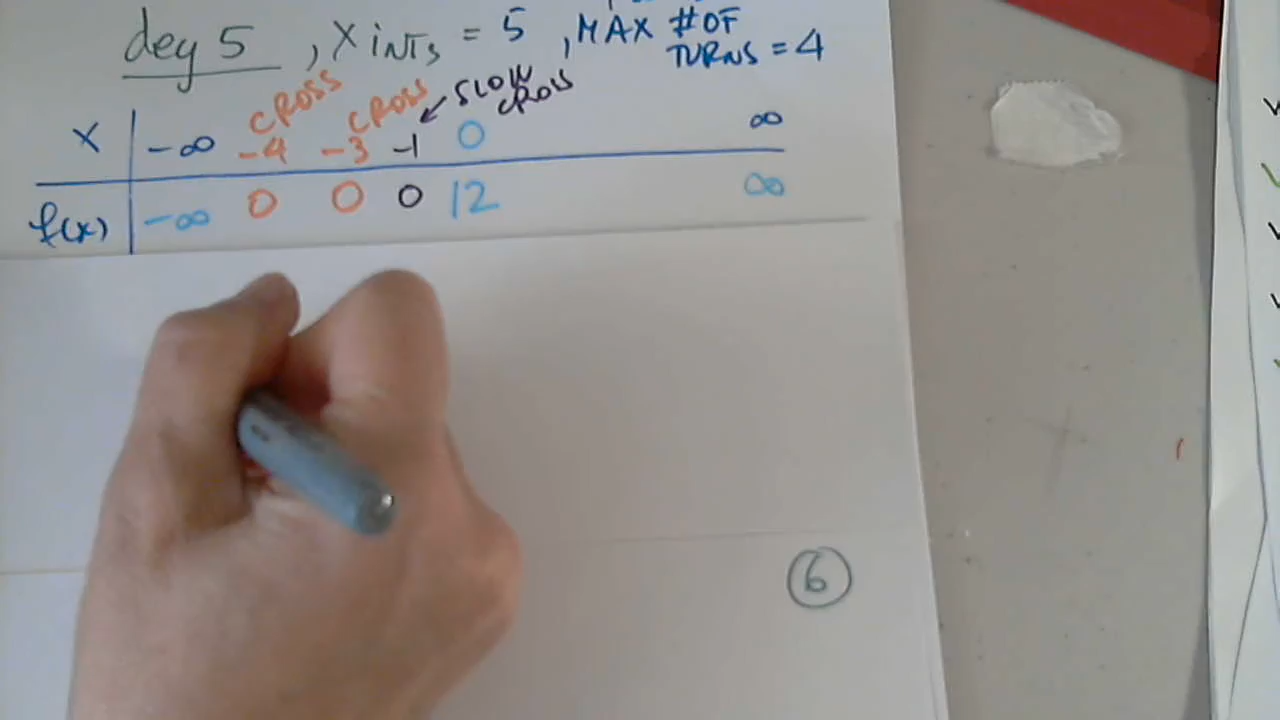 deg 5 , X iNTs = 5 , MAX # OF
TURNS = 4
CROSS CROSS SLOW
CROSS
X -∞ -4 -3 -1 0 ∞
f(x) -∞ 0 0 0 12 ∞
6